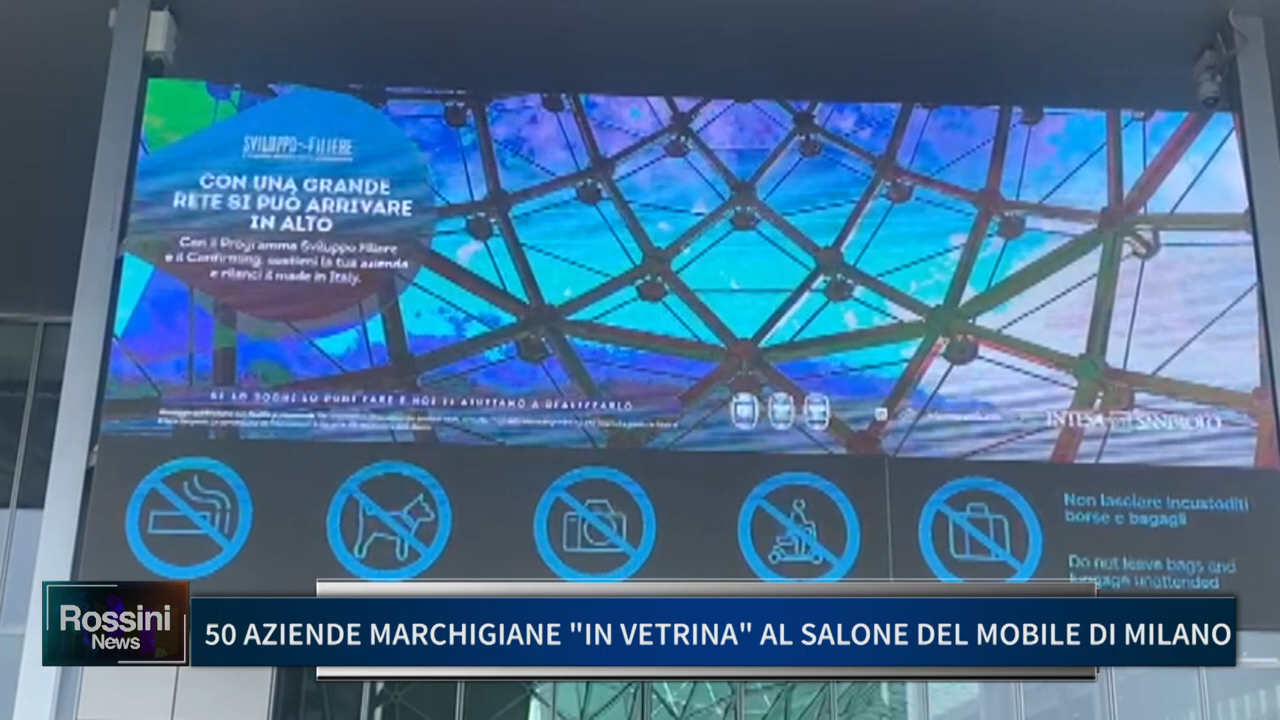 SVILUPPO FILIERE
CON UNA GRANDE
RETE SI PUÒ ARRIVARE
IN ALTO
Con il Programma Sviluppo Filiere
e il Confirming, sostieni la tua azienda
e rilanci il made in Italy.
SE LO SOGNI LO PUOI FARE E NOI TI AIUTIAMO A REALIZZARLO
INTESA SANPAOLO
Non lasciare incustoditi
borse e bagagli
Do not leave bags and
luggage unattended
Rossini
News
50 AZIENDE MARCHIGIANE "IN VETRINA" AL SALONE DEL MOBILE DI MILANO